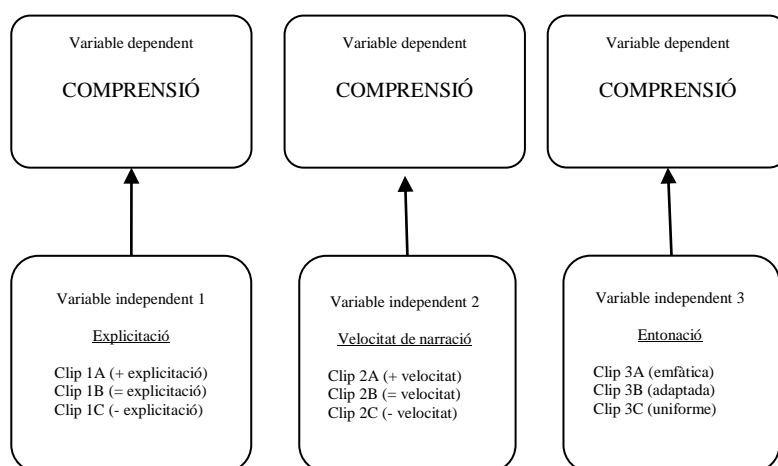 Variable dependent
COMPRENSIÓ
Variable dependent
COMPRENSIÓ
Variable dependent
COMPRENSIÓ
Variable independent 1
Explicitació
Clip 1A (+ explicitació)
Clip 1B (= explicitació)
Clip 1C (- explicitació)
Variable independent 2
Velocitat de narració
Clip 2A (+ velocitat)
Clip 2B (= velocitat)
Clip 2C (- velocitat)
Variable independent 3
Entonació
Clip 3A (emfàtica)
Clip 3B (adaptada)
Clip 3C (uniforme)